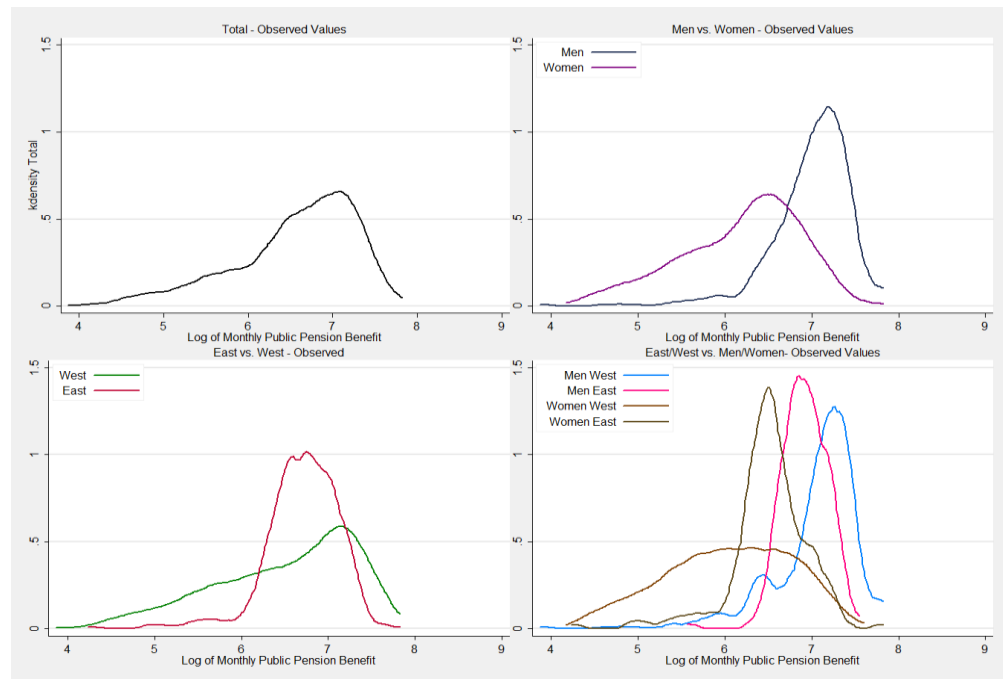 Total - Observed Values
kdensity Total
1.5
1
.5
0
4 5 6 7 8 9
Log of Monthly Public Pension Benefit
Men vs. Women - Observed Values
Men
Women
1.5
1
.5
0
4 5 6 7 8 9
Log of Monthly Public Pension Benefit
East vs. West - Observed
West
East
1.5
1
.5
0
4 5 6 7 8 9
Log of Monthly Public Pension Benefit
East/West vs. Men/Women- Observed Values
Men West
Men East
Women West
Women East
1.5
1
.5
0
4 5 6 7 8 9
Log of Monthly Public Pension Benefit